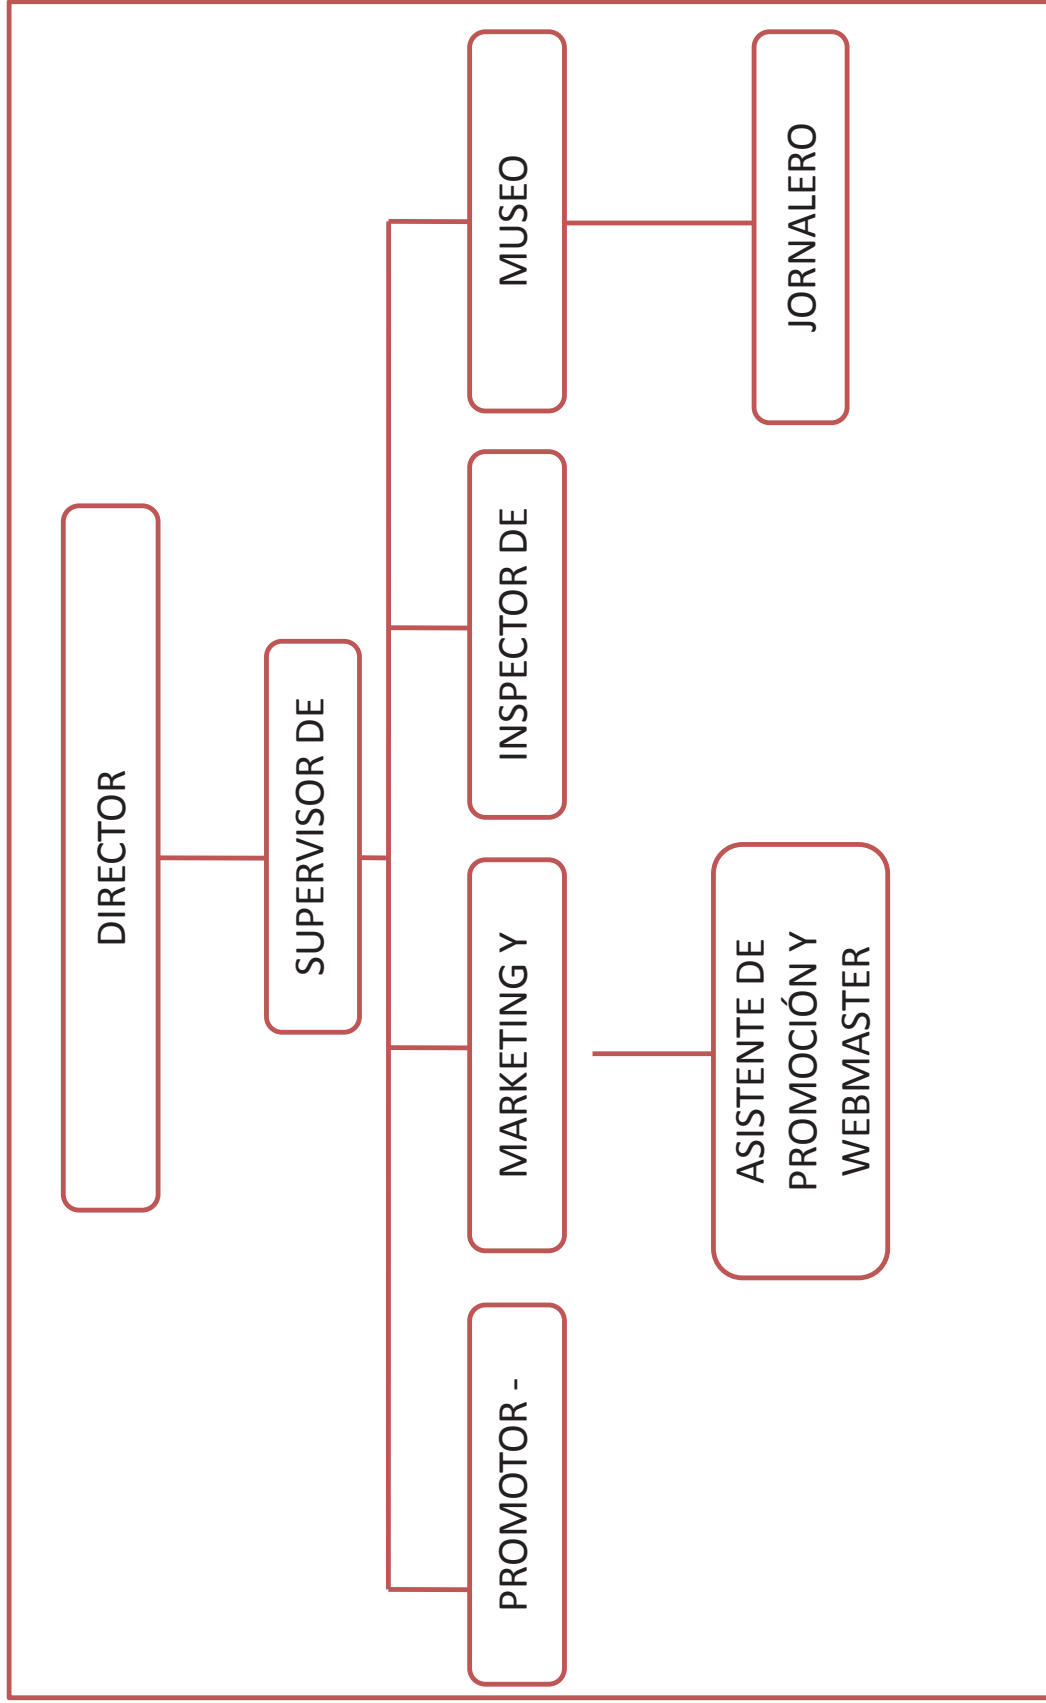 DIRECTOR
SUPERVISOR DE
PROMOTOR -
MARKETING Y
INSPECTOR DE
MUSEO
ASISTENTE DE
PROMOCIÓN Y
WEBMASTER
JORNALERO